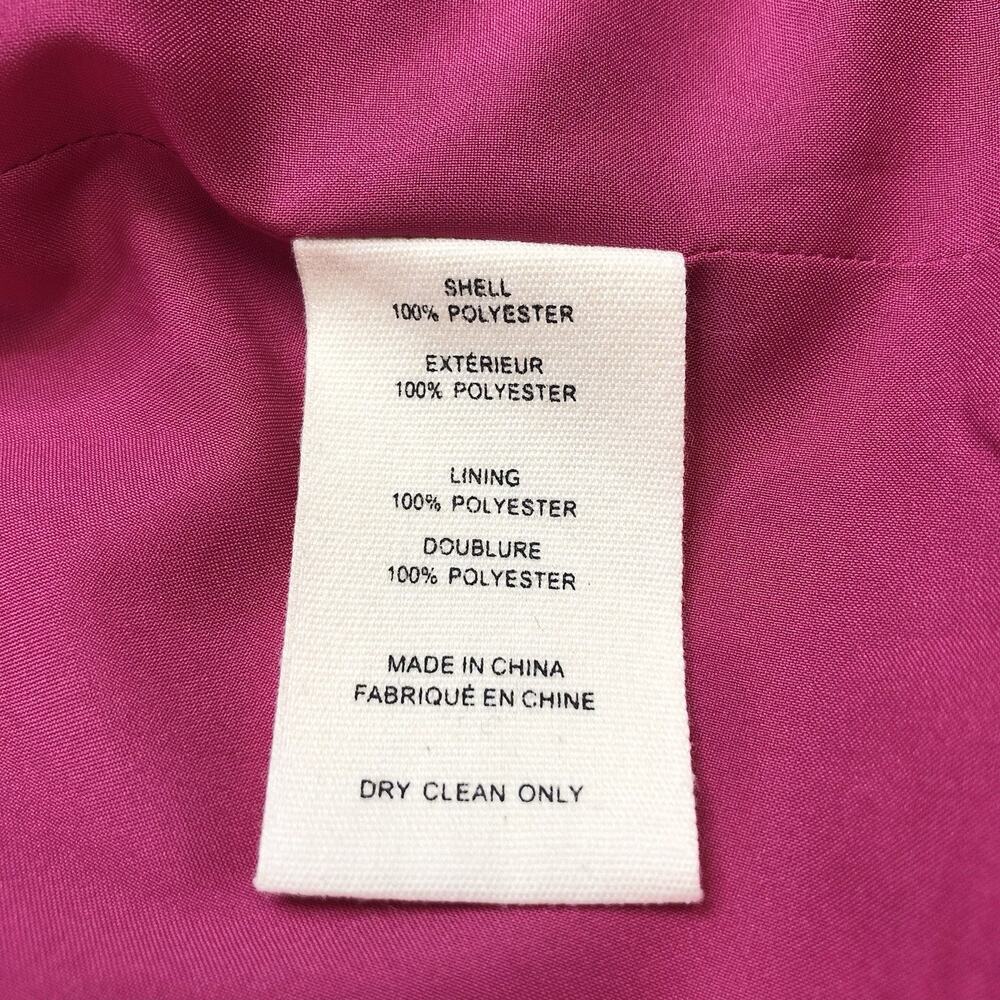 SHELL
100% POLYESTER
EXTÉRIEUR
100% POLYESTER
LINING
100% POLYESTER
DOUBLURE
100% POLYESTER
MADE IN CHINA
FABRIQUÉ EN CHINE
DRY CLEAN ONLY